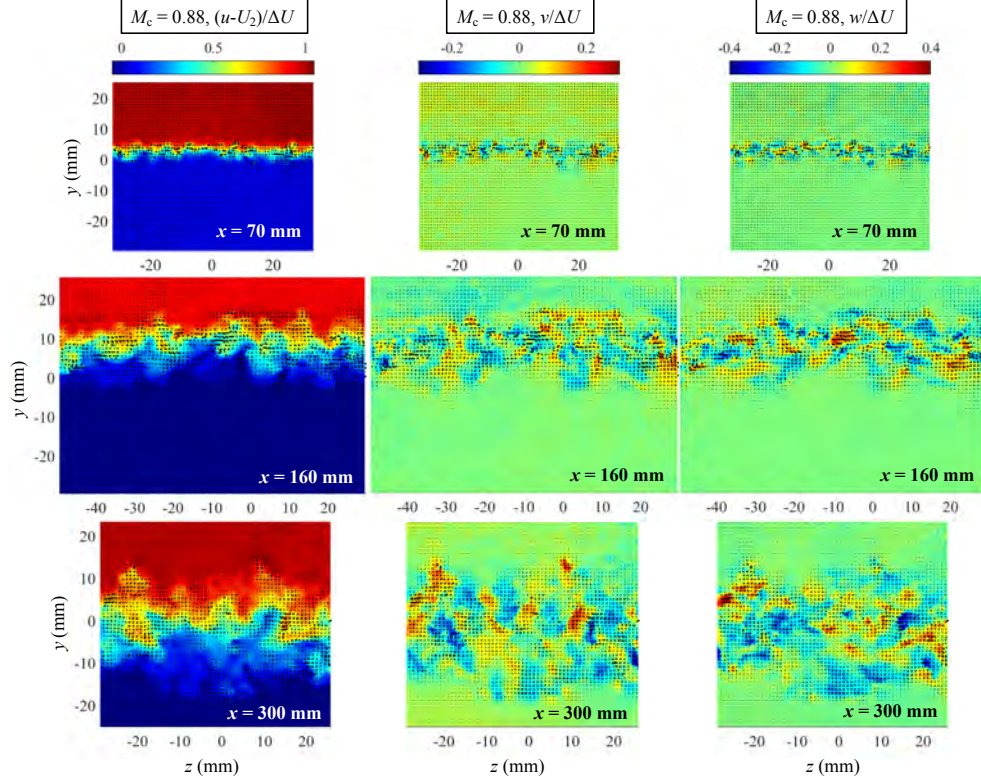 M_c = 0.88, (u-U_2)/ΔU
M_c = 0.88, v/ΔU
M_c = 0.88, w/ΔU
0 0.5 1
-0.2 0 0.2
-0.4 -0.2 0 0.2 0.4
20
10
0
-10
-20
y (mm)
x = 70 mm
x = 70 mm
x = 70 mm
-20 0 20
-20 0 20
-20 0 20
20
10
0
-10
-20
y (mm)
x = 160 mm
x = 160 mm
x = 160 mm
-40 -30 -20 -10 0 10 20
-40 -30 -20 -10 0 10 20
-40 -30 -20 -10 0 10 20
20
10
0
-10
-20
y (mm)
x = 300 mm
x = 300 mm
x = 300 mm
-20 -10 0 10 20
-20 -10 0 10 20
-20 -10 0 10 20
z (mm)
z (mm)
z (mm)